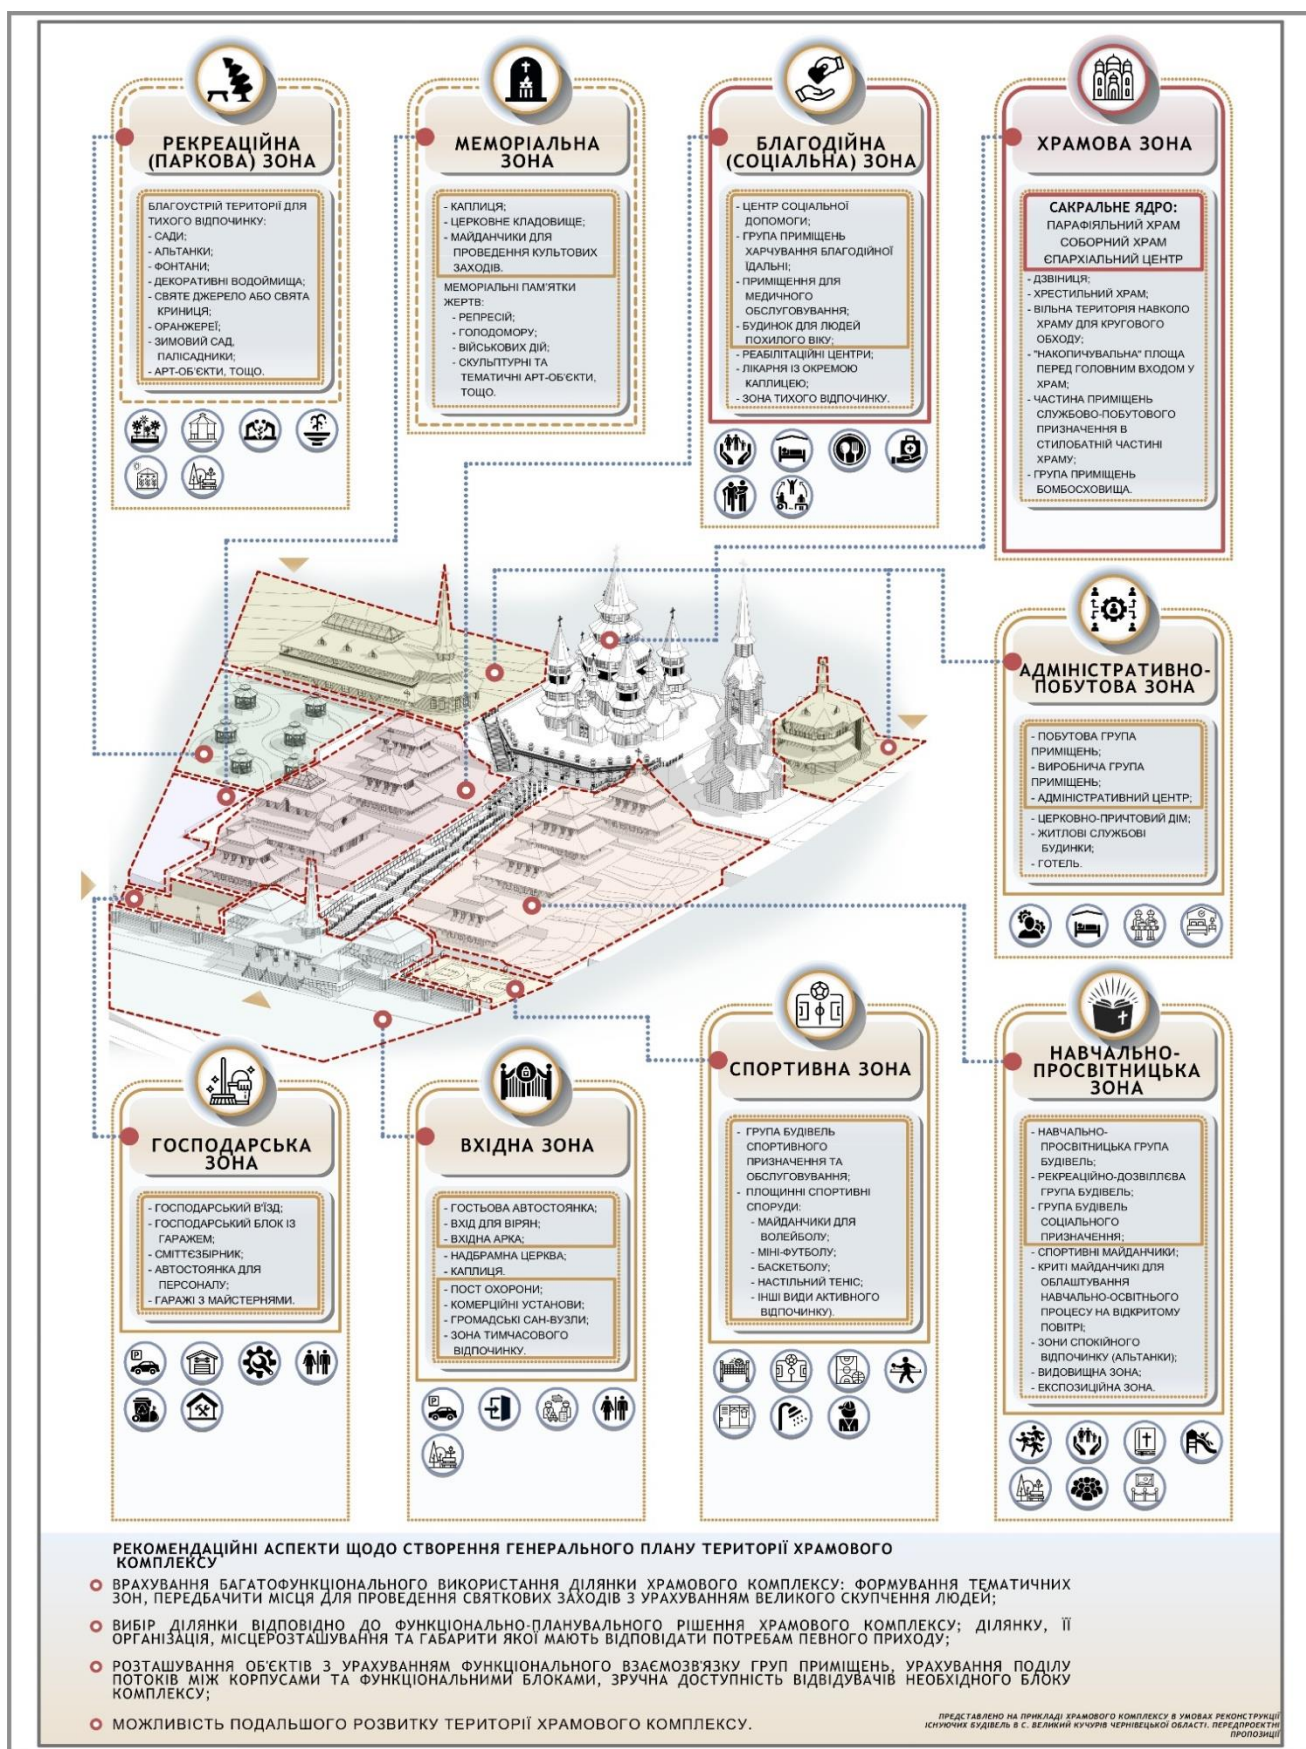 РЕКРЕАЦІЙНА
(ПАРКОВА) ЗОНА
БЛАГОУСТРІЙ ТЕРИТОРІЇ ДЛЯ
ТИХОГО ВІДПОЧИНКУ:
- САДИ;
- АЛЬТАНКИ;
- ФОНТАНИ;
- ДЕКОРАТИВНІ ВОДОЙМИЩА;
- СВЯТЕ ДЖЕРЕЛО АБО СВЯТА
КРИНИЦЯ;
- ОРАНЖЕРЕЇ;
- ЗИМОВИЙ САД,
ПАЛІСАДНИКИ;
- АРТ-ОБ'ЄКТИ, ТОЩО.
МЕМОРІАЛЬНА
ЗОНА
- КАПЛИЦЯ;
- ЦЕРКОВНЕ КЛАДОВИЩЕ;
- МАЙДАНЧИКИ ДЛЯ
ПРОВЕДЕННЯ КУЛЬТОВИХ
ЗАХОДІВ.
МЕМОРІАЛЬНІ ПАМ'ЯТКИ
ЖЕРТВ:
- РЕПРЕСІЙ;
- ГОЛОДОМОРУ;
- ВІЙСЬКОВИХ ДІЙ;
- СКУЛЬПТУРНІ ТА
ТЕМАТИЧНІ АРТ-ОБ'ЄКТИ,
ТОЩО.
БЛАГОДІЙНА
(СОЦІАЛЬНА) ЗОНА
- ЦЕНТР СОЦІАЛЬНОЇ
ДОПОМОГИ;
- ГРУПА ПРИМІЩЕНЬ
ХАРЧУВАННЯ БЛАГОДІЙНОЇ
ЇДАЛЬНІ;
- ПРИМІЩЕННЯ ДЛЯ
МЕДИЧНОГО
ОБСЛУГОВУВАННЯ;
- БУДИНОК ДЛЯ ЛЮДЕЙ
ПОХИЛОГО ВІКУ;
- РЕАБІЛІТАЦІЙНІ ЦЕНТРИ;
- ЛІКАРНЯ ІЗ ОКРЕМОЮ
КАПЛИЦЕЮ;
- ЗОНА ТИХОГО ВІДПОЧИНКУ.
ХРАМОВА ЗОНА
САКРАЛЬНЕ ЯДРО:
ПАРАФІЯЛЬНИЙ ХРАМ
СОБОРНИЙ ХРАМ
ЄПАРХІАЛЬНИЙ ЦЕНТР
- ДЗВІНИЦЯ;
- ХРЕСТИЛЬНИЙ ХРАМ;
- ВІЛЬНА ТЕРИТОРІЯ НАВКОЛО
ХРАМУ ДЛЯ КРУГОВОГО
ОБХОДУ;
- "НАКОПИЧУВАЛЬНА" ПЛОЩА
ПЕРЕД ГОЛОВНИМ ВХОДОМ У
ХРАМ;
- ЧАСТИНА ПРИМІЩЕНЬ
СЛУЖБОВО-ПОБУТОВОГО
ПРИЗНАЧЕННЯ В
СТИЛОБАТНІЙ ЧАСТИНІ
ХРАМУ;
- ГРУПА ПРИМІЩЕНЬ
БОМБОСХОВИЩА.
АДМІНІСТРАТИВНО-
ПОБУТОВА ЗОНА
- ПОБУТОВА ГРУПА
ПРИМІЩЕНЬ;
- ВИРОБНИЧА ГРУПА
ПРИМІЩЕНЬ;
- АДМІНІСТРАТИВНИЙ ЦЕНТР;
- ЦЕРКОВНО-ПРИЧТОВИЙ ДІМ;
- ЖИТЛОВІ СЛУЖБОВІ
БУДИНКИ;
- ГОТЕЛЬ.
ГОСПОДАРСЬКА
ЗОНА
- ГОСПОДАРСЬКИЙ В'ЇЗД;
- ГОСПОДАРСЬКИЙ БЛОК ІЗ
ГАРАЖЕМ;
- СМІТТЄЗБІРНИК;
- АВТОСТОЯНКА ДЛЯ
ПЕРСОНАЛУ;
- ГАРАЖІ З МАЙСТЕРНЯМИ.
P
ВХІДНА ЗОНА
- ГОСТЬОВА АВТОСТОЯНКА;
- ВХІД ДЛЯ ВІРЯН;
- ВХІДНА АРКА;
- НАДБРАМНА ЦЕРКВА;
- КАПЛИЦЯ.
- ПОСТ ОХОРОНИ;
- КОМЕРЦІЙНІ УСТАНОВИ;
- ГРОМАДСЬКІ САН-ВУЗЛИ;
- ЗОНА ТИМЧАСОВОГО
ВІДПОЧИНКУ.
P
СПОРТИВНА ЗОНА
- ГРУПА БУДІВЕЛЬ
СПОРТИВНОГО
ПРИЗНАЧЕННЯ ТА
ОБСЛУГОВУВАННЯ;
- ПЛОЩИННІ СПОРТИВНІ
СПОРУДИ:
- МАЙДАНЧИКИ ДЛЯ
ВОЛЕЙБОЛУ;
- МІНІ-ФУТБОЛУ;
- БАСКЕТБОЛУ;
- НАСТІЛЬНИЙ ТЕНІС;
- ІНШІ ВИДИ АКТИВНОГО
ВІДПОЧИНКУ).
НАВЧАЛЬНО-
ПРОСВІТНИЦЬКА
ЗОНА
- НАВЧАЛЬНО-
ПРОСВІТНИЦЬКА ГРУПА
БУДІВЕЛЬ;
- РЕКРЕАЦІЙНО-ДОЗВІЛЛЄВА
ГРУПА БУДІВЕЛЬ;
- ГРУПА БУДІВЕЛЬ
СОЦІАЛЬНОГО
ПРИЗНАЧЕННЯ;
- СПОРТИВНІ МАЙДАНЧИКИ;
- КРИТІ МАЙДАНЧИКІ ДЛЯ
ОБЛАШТУВАННЯ
НАВЧАЛЬНО-ОСВІТНЬОГО
ПРОЦЕСУ НА ВІДКРИТОМУ
ПОВІТРІ;
- ЗОНИ СПОКІЙНОГО
ВІДПОЧИНКУ (АЛЬТАНКИ);
- ВИДОВИЩНА ЗОНА;
- ЕКСПОЗИЦІЙНА ЗОНА.
РЕКОМЕНДАЦІЙНІ АСПЕКТИ ЩОДО СТВОРЕННЯ ГЕНЕРАЛЬНОГО ПЛАНУ ТЕРИТОРІЇ ХРАМОВОГО
КОМПЛЕКСУ
ВРАХУВАННЯ БАГАТОФУНКЦІОНАЛЬНОГО ВИКОРИСТАННЯ ДІЛЯНКИ ХРАМОВОГО КОМПЛЕКСУ: ФОРМУВАННЯ ТЕМАТИЧНИХ
ЗОН, ПЕРЕДБАЧИТИ МІСЦЯ ДЛЯ ПРОВЕДЕННЯ СВЯТКОВИХ ЗАХОДІВ З УРАХУВАННЯМ ВЕЛИКОГО СКУПЧЕННЯ ЛЮДЕЙ;
ВИБІР ДІЛЯНКИ ВІДПОВІДНО ДО ФУНКЦІОНАЛЬНО-ПЛАНУВАЛЬНОГО РІШЕННЯ ХРАМОВОГО КОМПЛЕКСУ; ДІЛЯНКУ, ЇЇ
ОРГАНІЗАЦІЯ, МІСЦЕРОЗТАШУВАННЯ ТА ГАБАРИТИ ЯКОЇ МАЮТЬ ВІДПОВІДАТИ ПОТРЕБАМ ПЕВНОГО ПРИХОДУ;
РОЗТАШУВАННЯ ОБ'ЄКТІВ З УРАХУВАННЯМ ФУНКЦІОНАЛЬНОГО ВЗАЄМОЗВ'ЯЗКУ ГРУП ПРИМІЩЕНЬ, УРАХУВАННЯ ПОДІЛУ
ПОТОКІВ МІЖ КОРПУСАМИ ТА ФУНКЦІОНАЛЬНИМИ БЛОКАМИ, ЗРУЧНА ДОСТУПНІСТЬ ВІДВІДУВАЧІВ НЕОБХІДНОГО БЛОКУ
КОМПЛЕКСУ;
МОЖЛИВІСТЬ ПОДАЛЬШОГО РОЗВИТКУ ТЕРИТОРІЇ ХРАМОВОГО КОМПЛЕКСУ.
ПРЕДСТАВЛЕНО НА ПРИКЛАДІ ХРАМОВОГО КОМПЛЕКСУ В УМОВАХ РЕКОНСТРУКЦІЇ
ІСНУЮЧИХ БУДІВЕЛЬ В С. ВЕЛИКИЙ КУЧУРІВ ЧЕРНІВЕЦЬКОЇ ОБЛАСТІ. ПЕРЕДПРОЕКТНІ
ПРОПОЗИЦІЇ